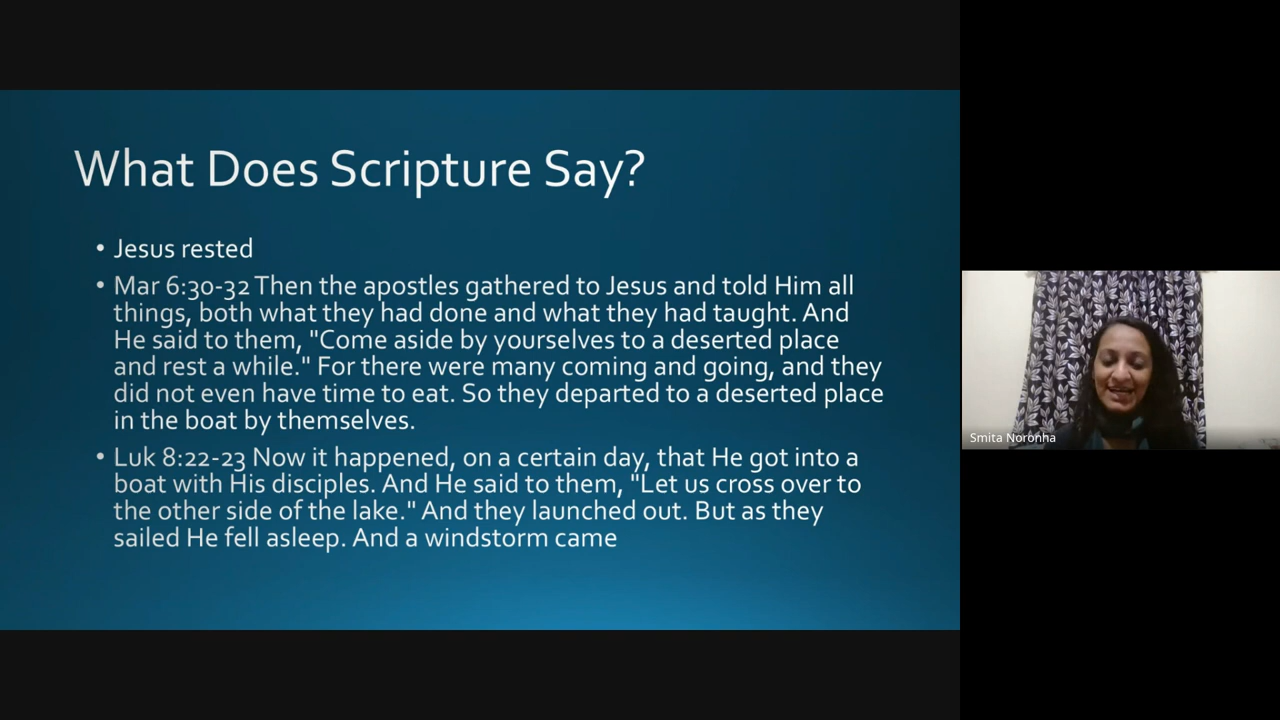 What Does Scripture Say?
• Jesus rested
• Mar 6:30-32 Then the apostles gathered to Jesus and told Him all
things, both what they had done and what they had taught. And
He said to them, "Come aside by yourselves to a deserted place
and rest a while." For there were many coming and going, and they
did not even have time to eat. So they departed to a deserted place
in the boat by themselves.
• Luk 8:22-23 Now it happened, on a certain day, that He got into a
boat with His disciples. And He said to them, "Let us cross over to
the other side of the lake." And they launched out. But as they
sailed He fell asleep. And a windstorm came
Smita Noronha